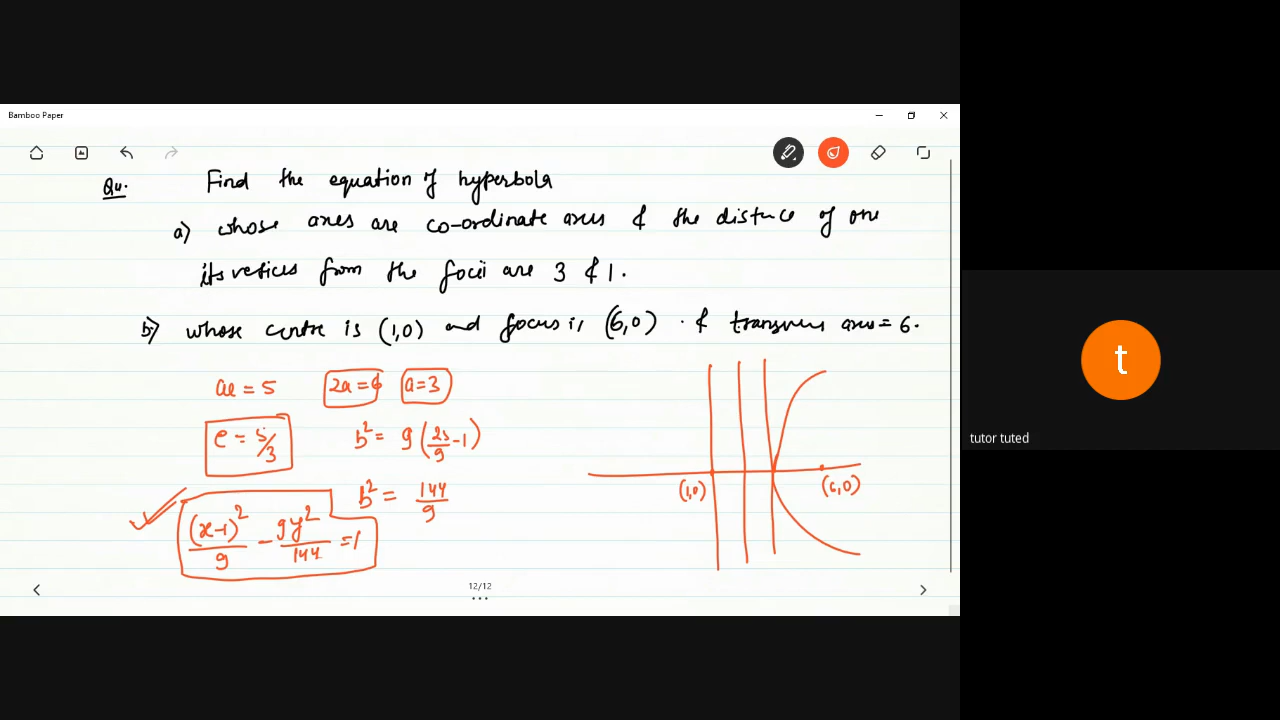 Bamboo Paper
Qu. Find the equation of hyperbola
a) whose axes are co-ordinate axes & the distance of one
its vetices from the focii are 3 & 1.
b) whose centre is (1,0) and focus is (6,0) & transvers axis = 6.
ae = 5 2a = 6 a = 3
e = 5/3 b² = 9(25/9 - 1)
b² = 144/9
(x-1)²/9 - 9y²/144 = 1
(1,0) (6,0)
12/12
t
tutor tuted